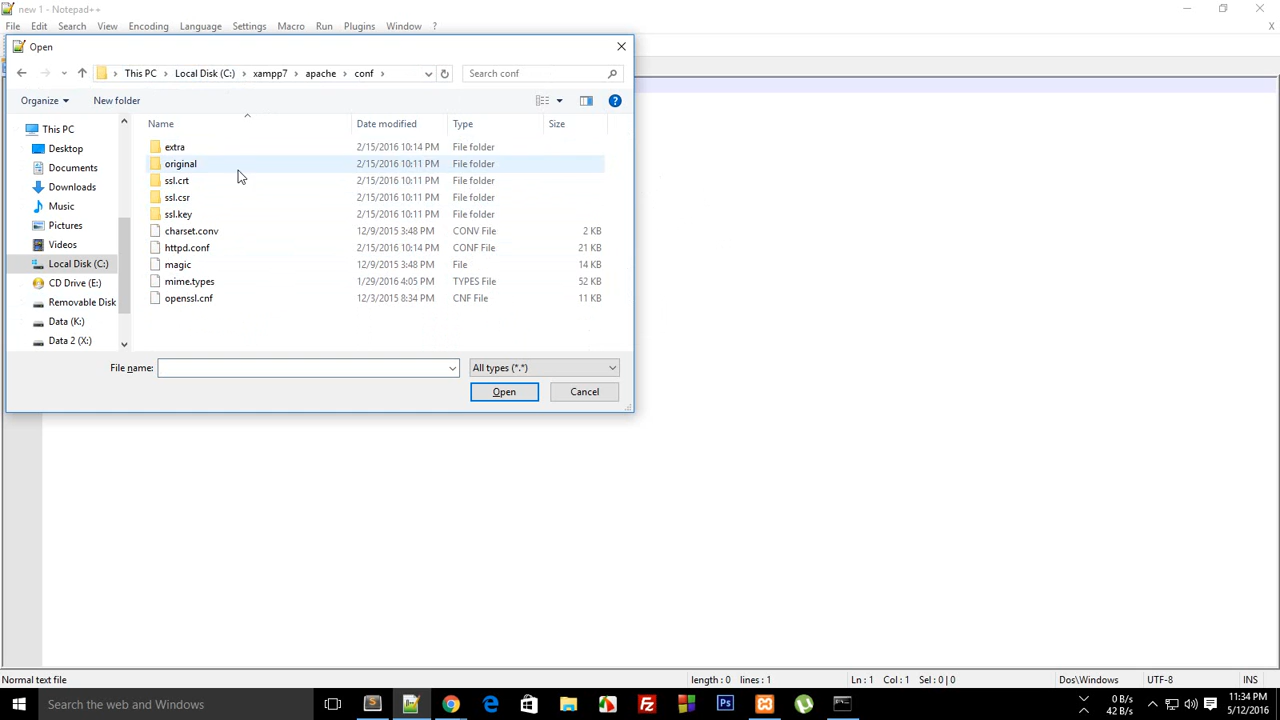 new 1 - Notepad++
File Edit Search View Encoding Language Settings Macro Run Plugins Window ?
X
Open
This PC Local Disk (C:) xampp7 apache conf
Search conf
Organize New folder
Name Date modified Type Size
This PC
Desktop
Documents
Downloads
Music
Pictures
Videos
Local Disk (C:)
CD Drive (E:)
Removable Disk
Data (K:)
Data 2 (X:)
extra 2/15/2016 10:14 PM File folder
original 2/15/2016 10:11 PM File folder
ssl.crt 2/15/2016 10:11 PM File folder
ssl.csr 2/15/2016 10:11 PM File folder
ssl.key 2/15/2016 10:11 PM File folder
charset.conv 12/9/2015 3:48 PM CONV File 2 KB
httpd.conf 2/15/2016 10:14 PM CONF File 21 KB
magic 12/9/2015 3:48 PM File 14 KB
mime.types 1/29/2016 4:05 PM TYPES File 52 KB
openssl.cnf 12/3/2015 8:34 PM CNF File 11 KB
File name: All types (*.*)
Open Cancel
Normal text file length : 0 lines : 1 Ln : 1 Col : 1 Sel : 0 | 0 Dos\Windows UTF-8 INS
Search the web and Windows
Ps
0 B/s
42 B/s
11:34 PM
5/12/2016